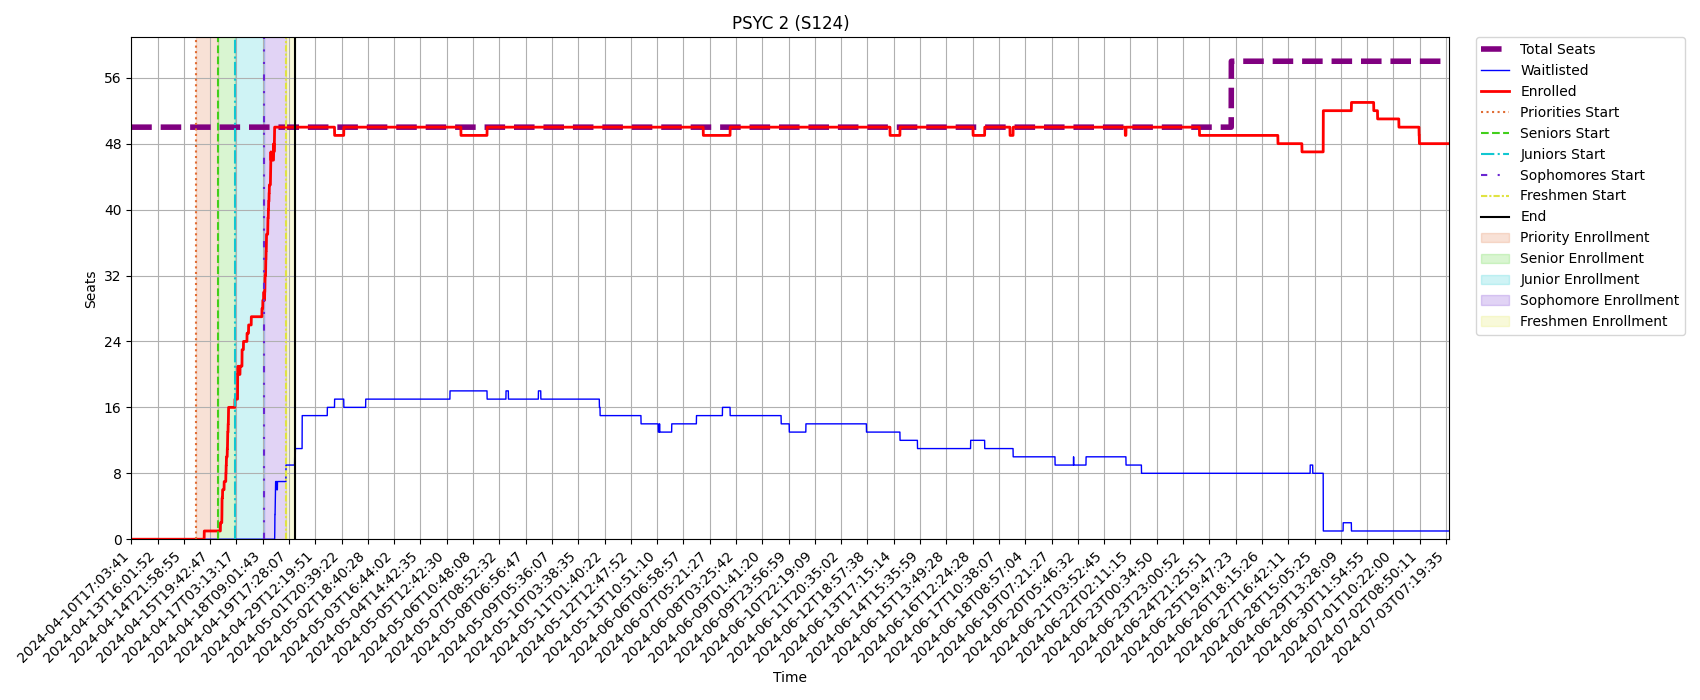 PSYC 2 (S124)
Total Seats
Waitlisted
Enrolled
Priorities Start
Seniors Start
Juniors Start
Sophomores Start
Freshmen Start
End
Priority Enrollment
Senior Enrollment
Junior Enrollment
Sophomore Enrollment
Freshmen Enrollment
Seats
56
48
40
32
24
16
8
0
2024-04-10T17:03:41
2024-04-13T16:01:52
2024-04-14T21:58:55
2024-04-15T19:42:47
2024-04-17T03:13:17
2024-04-18T09:01:43
2024-04-19T17:28:07
2024-04-29T12:19:51
2024-05-01T20:39:22
2024-05-02T18:40:28
2024-05-03T16:44:02
2024-05-04T14:42:35
2024-05-05T12:42:30
2024-05-06T10:48:08
2024-05-07T08:52:32
2024-05-08T06:56:47
2024-05-09T05:36:07
2024-05-10T03:38:35
2024-05-11T01:40:22
2024-05-12T12:47:52
2024-05-13T10:51:10
2024-06-06T06:58:57
2024-06-07T05:21:27
2024-06-08T03:25:42
2024-06-09T01:41:20
2024-06-09T23:56:59
2024-06-10T22:19:09
2024-06-11T20:35:02
2024-06-12T18:57:38
2024-06-13T17:15:14
2024-06-14T15:35:59
2024-06-15T13:49:28
2024-06-16T12:24:28
2024-06-17T10:38:07
2024-06-18T08:57:04
2024-06-19T07:21:27
2024-06-20T05:46:32
2024-06-21T03:52:45
2024-06-22T02:11:15
2024-06-23T00:34:50
2024-06-23T23:00:52
2024-06-24T21:25:51
2024-06-25T19:47:23
2024-06-26T18:15:26
2024-06-27T16:42:11
2024-06-28T15:05:25
2024-06-29T13:28:09
2024-06-30T11:54:55
2024-07-01T10:22:00
2024-07-02T08:50:11
2024-07-03T07:19:35
Time